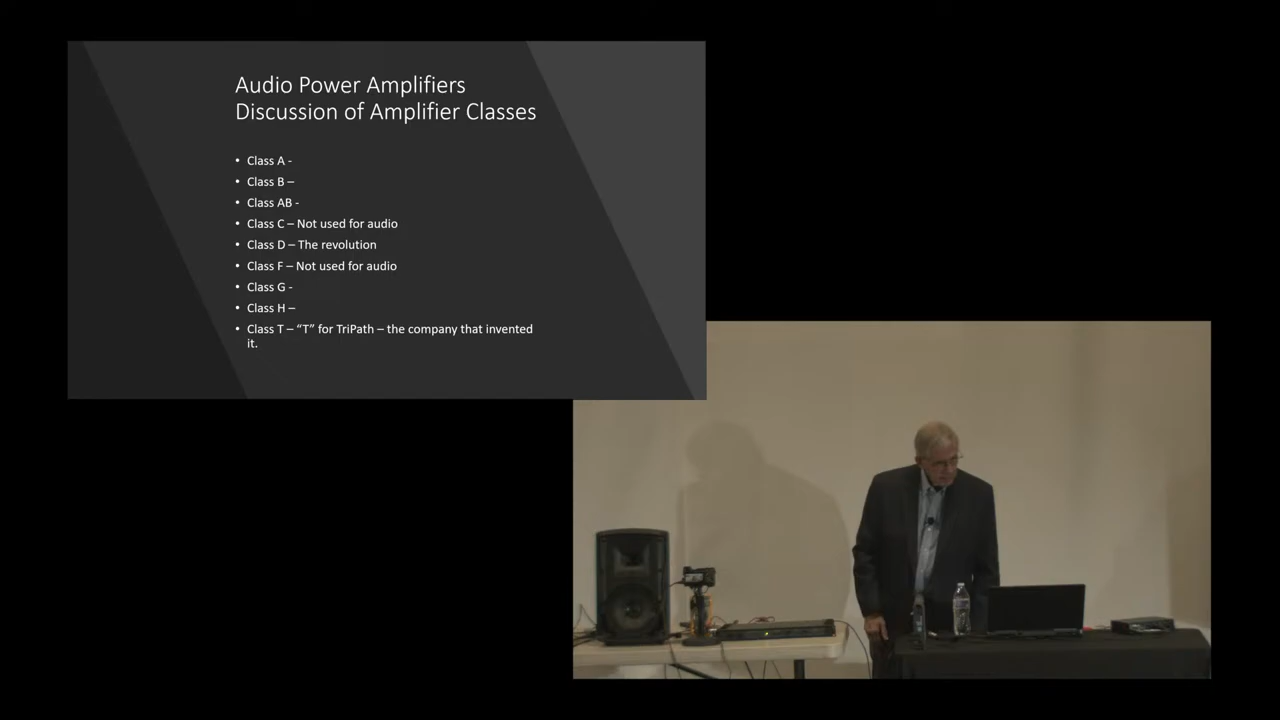 Audio Power Amplifiers
Discussion of Amplifier Classes
• Class A -
• Class B –
• Class AB -
• Class C – Not used for audio
• Class D – The revolution
• Class F – Not used for audio
• Class G -
• Class H –
• Class T – “T” for TriPath – the company that invented
it.